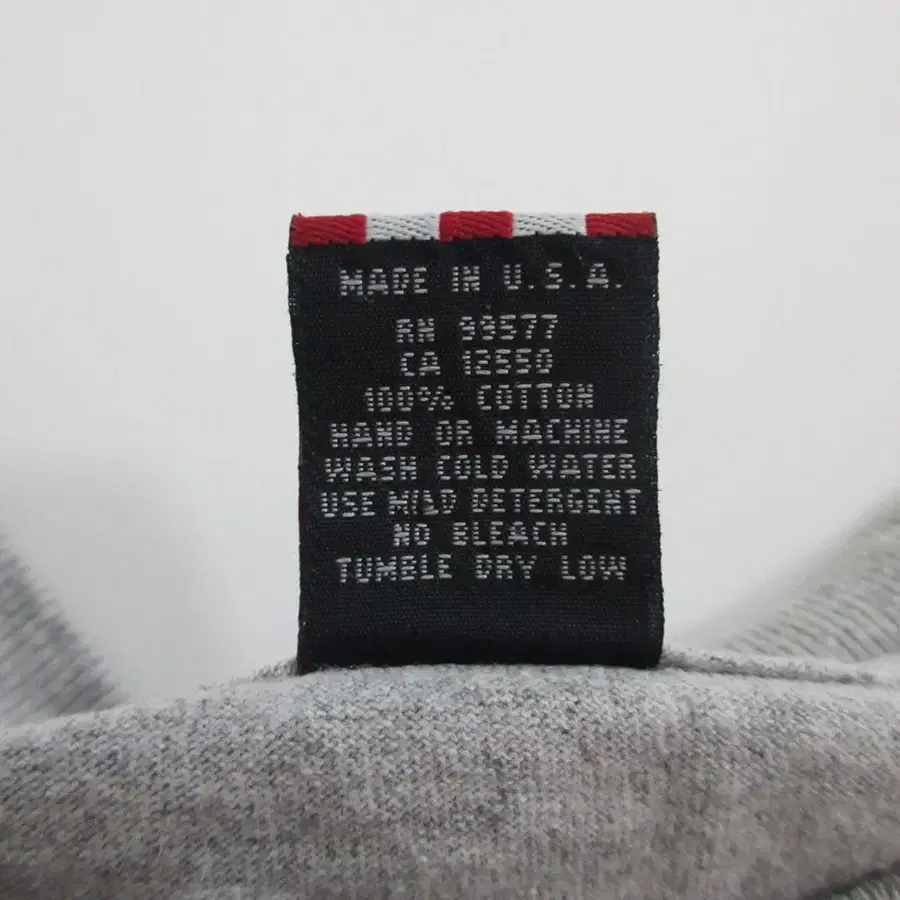 MADE IN U.S.A.
RN 99577
CA 12550
100% COTTON
HAND OR MACHINE
WASH COLD WATER
USE MILD DETERGENT
NO BLEACH
TUMBLE DRY LOW